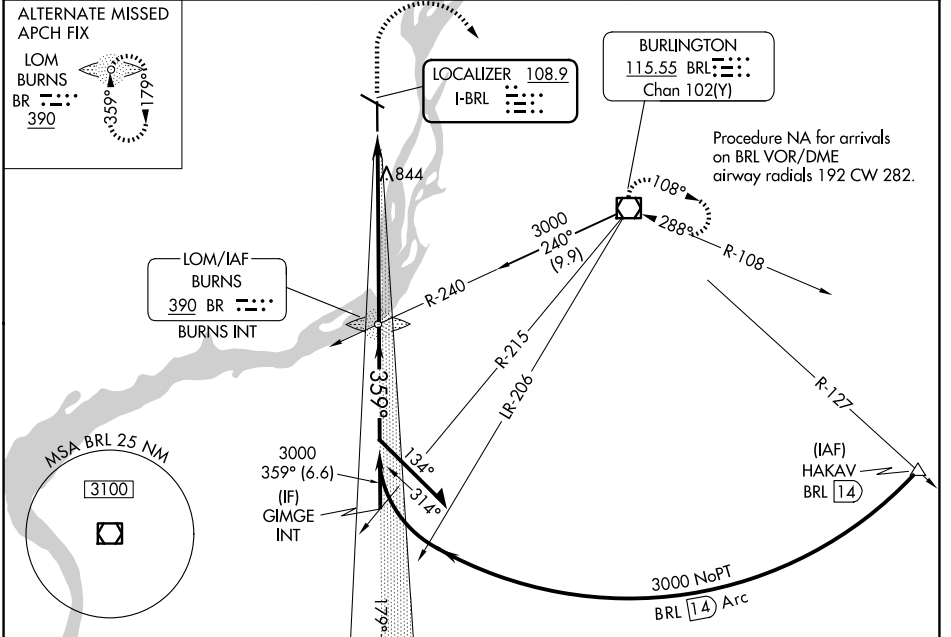 ALTERNATE MISSED
APCH FIX
LOM
BURNS
BR
390
359°
179°
LOCALIZER 108.9
I-BRL
BURLINGTON
115.55 BRL
Chan 102(Y)
Procedure NA for arrivals
on BRL VOR/DME
airway radials 192 CW 282.
844
108°
288°
R-108
3000
240°
(9.9)
R-240
LOM/IAF
BURNS
390 BR
BURNS INT
R-215
LR-206
R-127
359°
134°
314°
3000
359° (6.6)
(IF)
GIMGE
INT
(IAF)
HAKAV
BRL 14
MSA BRL 25 NM
3100
3000 NoPT
BRL 14 Arc
179°